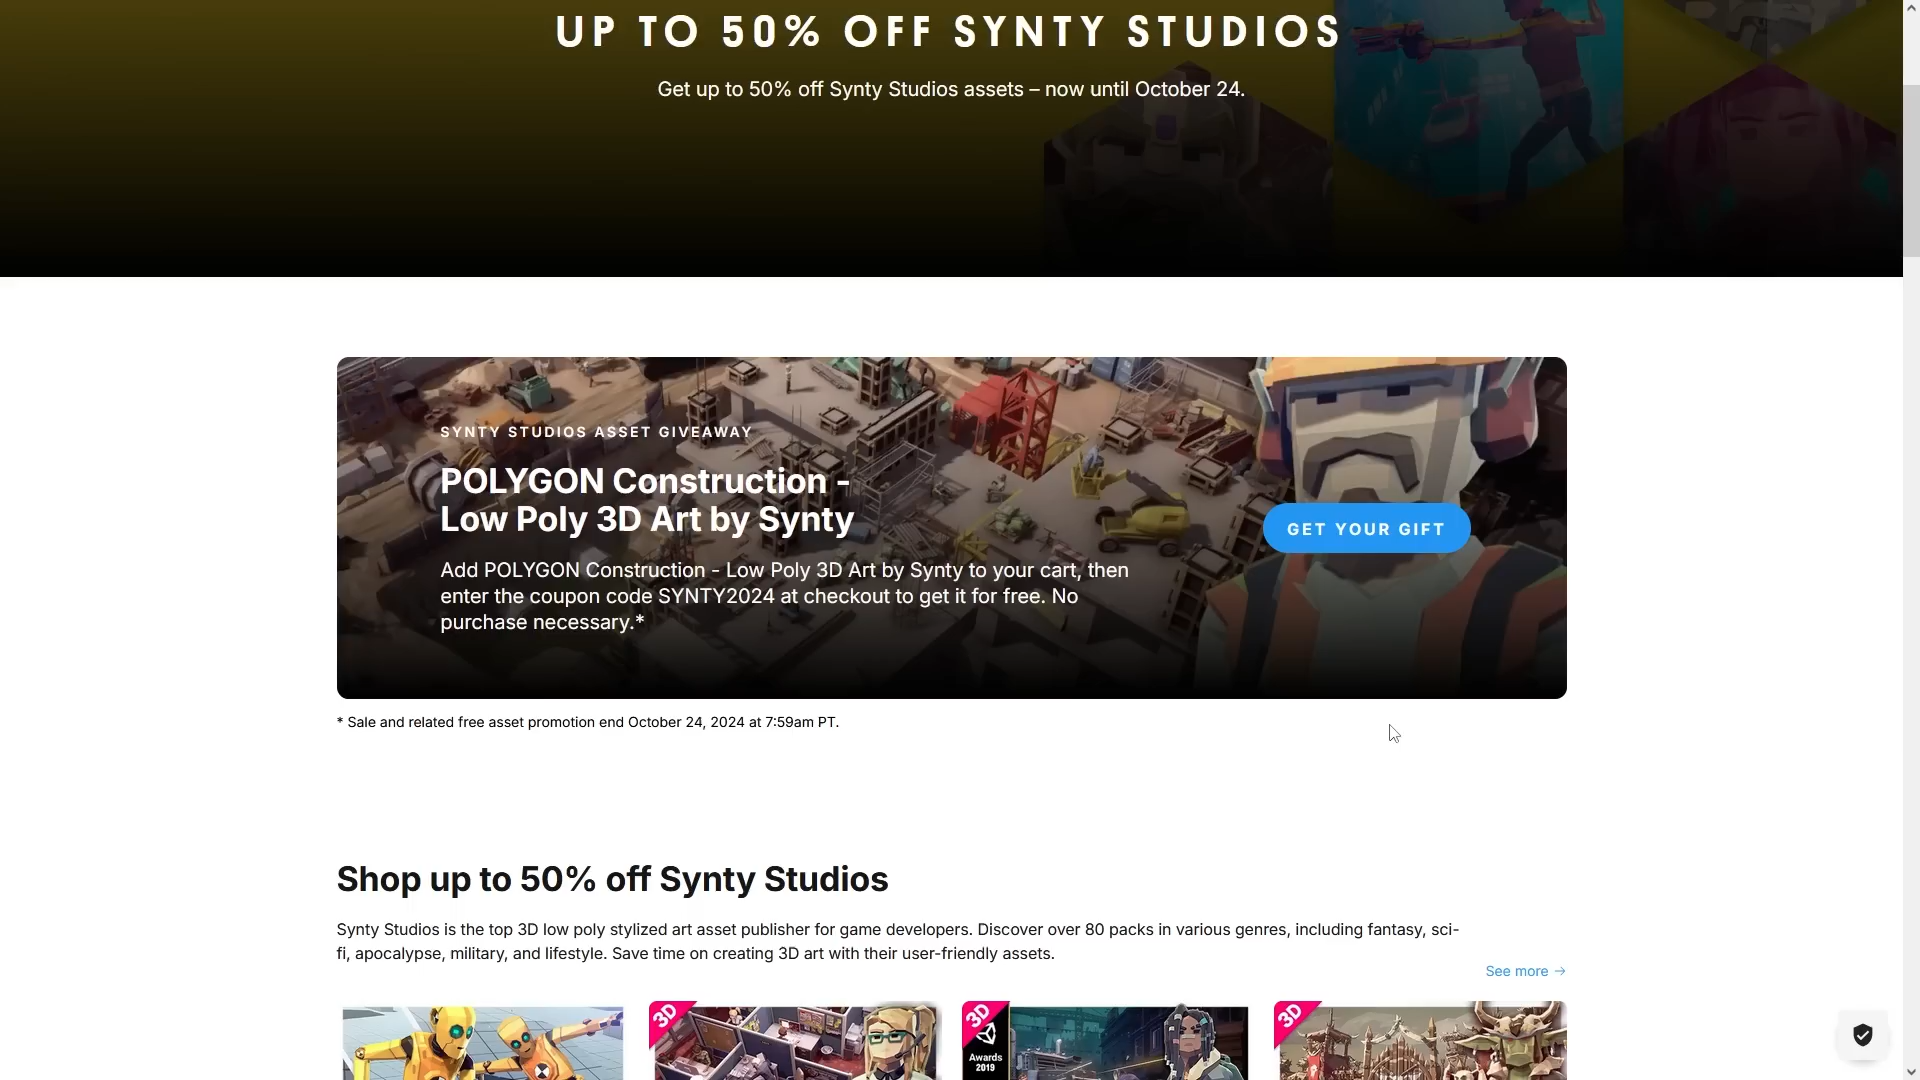 UP TO 50% OFF SYNTY STUDIOS
Get up to 50% off Synty Studios assets – now until October 24.
SYNTY STUDIOS ASSET GIVEAWAY
POLYGON Construction -
Low Poly 3D Art by Synty
Add POLYGON Construction - Low Poly 3D Art by Synty to your cart, then
enter the coupon code SYNTY2024 at checkout to get it for free. No
purchase necessary.*
GET YOUR GIFT
* Sale and related free asset promotion end October 24, 2024 at 7:59am PT.
Shop up to 50% off Synty Studios
Synty Studios is the top 3D low poly stylized art asset publisher for game developers. Discover over 80 packs in various genres, including fantasy, sci-
fi, apocalypse, military, and lifestyle. Save time on creating 3D art with their user-friendly assets.
See more →
3D
3D
Awards
2019
3D